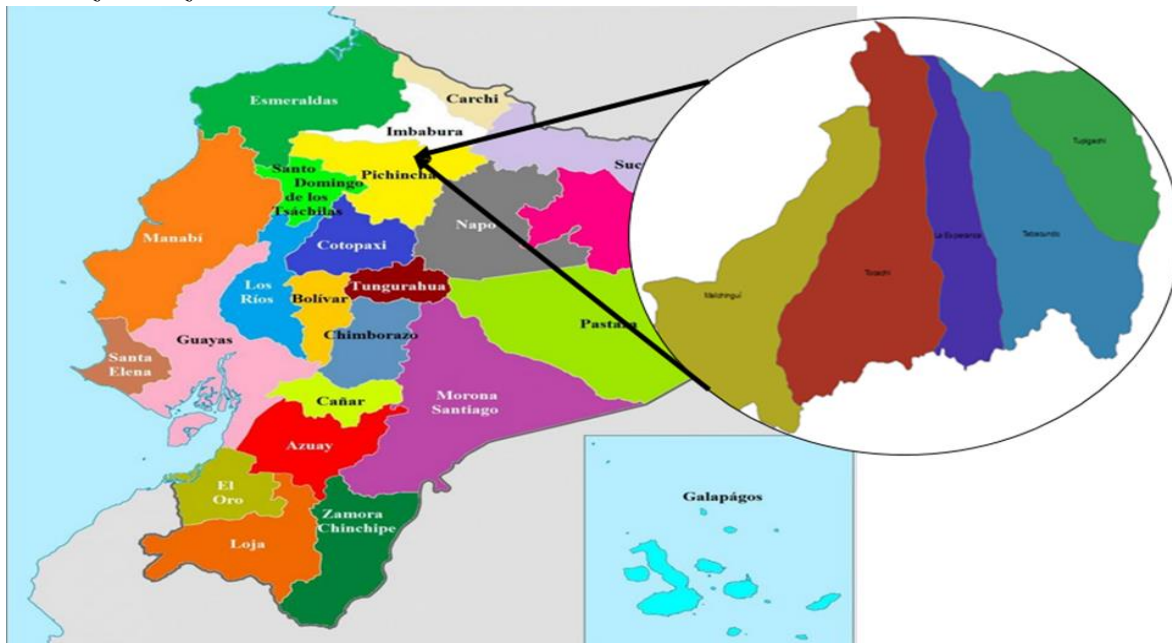 Esmeraldas
Carchi
Imbabura
Suc
Santo
Domingo
de los
Tsáchilas
Pichincha
Manabí
Cotopaxi
Napo
Los
Ríos
Bolívar
Tungurahua
Guayas
Chimborazo
Pastaza
Santa
Elena
Cañar
Morona
Santiago
Azuay
El
Oro
Zamora
Chinchipe
Loja
Galapágos
Tupigachi
La Esperanza
Tabacundo
Tocachi
Malchinguí